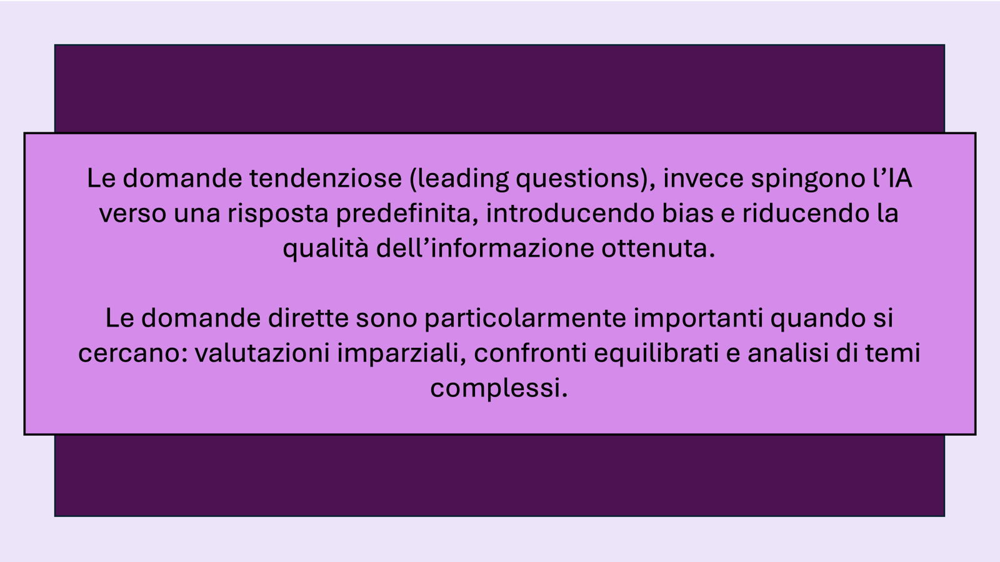 Le domande tendenziose (leading questions), invece spingono l’IA
verso una risposta predefinita, introducendo bias e riducendo la
qualità dell’informazione ottenuta.
Le domande dirette sono particolarmente importanti quando si
cercano: valutazioni imparziali, confronti equilibrati e analisi di temi
complessi.